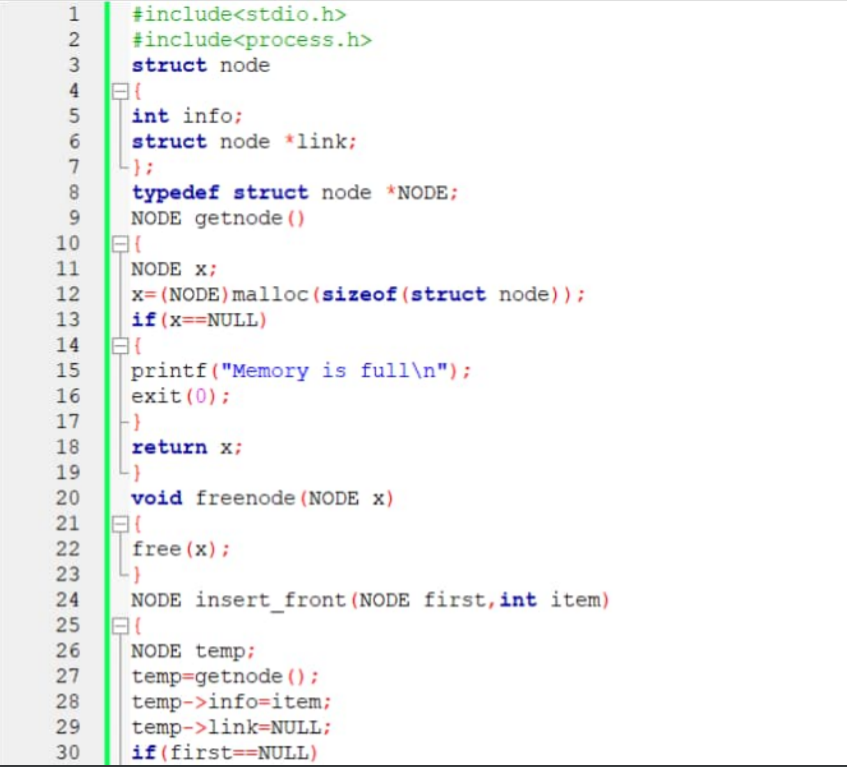 1 #include<stdio.h>
2 #include<process.h>
3 struct node
4 {
5 int info;
6 struct node *link;
7 };
8 typedef struct node *NODE;
9 NODE getnode()
10 {
11 NODE x;
12 x=(NODE)malloc(sizeof(struct node));
13 if(x==NULL)
14 {
15 printf("Memory is full\n");
16 exit(0);
17 }
18 return x;
19 }
20 void freenode(NODE x)
21 {
22 free(x);
23 }
24 NODE insert_front(NODE first,int item)
25 {
26 NODE temp;
27 temp=getnode();
28 temp->info=item;
29 temp->link=NULL;
30 if(first==NULL)